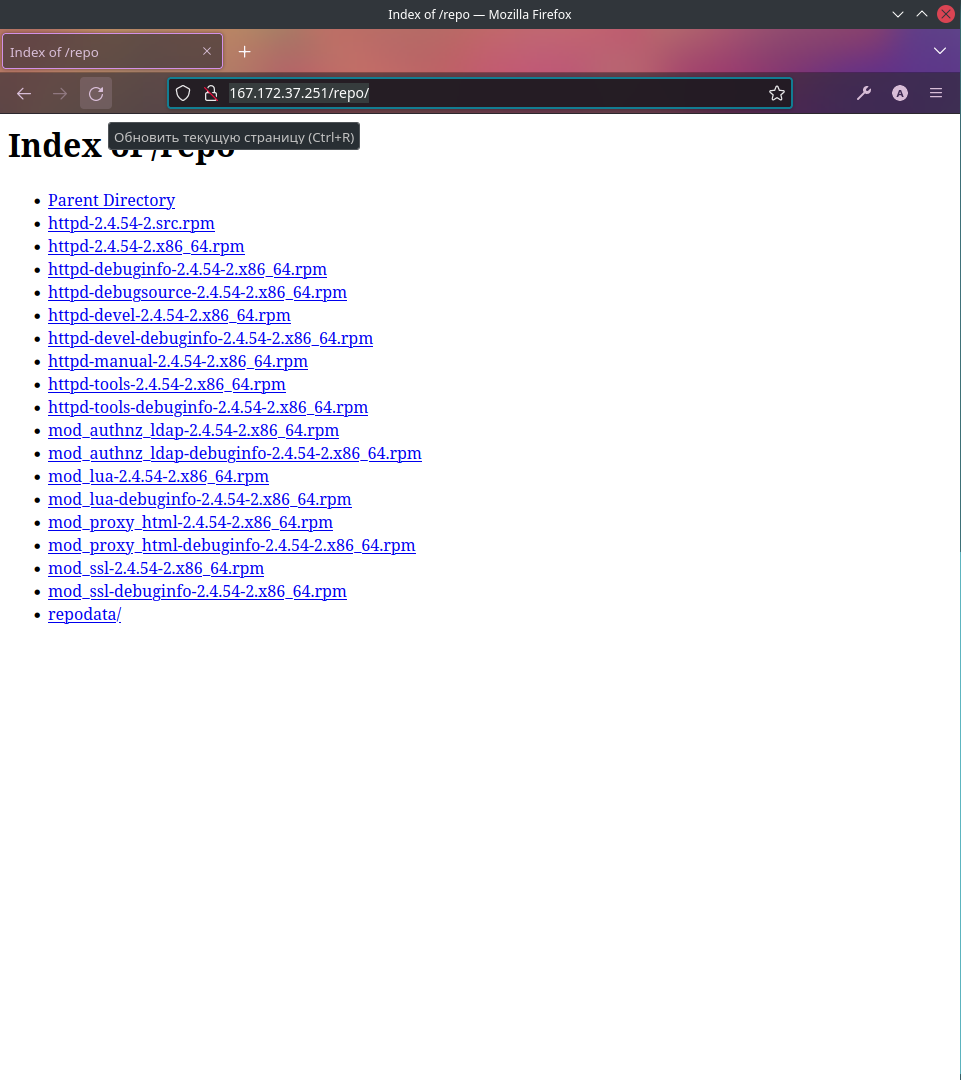 Index of /repo — Mozilla Firefox
Index of /repo
167.172.37.251/repo/
A
Обновить текущую страницу (Ctrl+R)
Index of /repo
Parent Directory
httpd-2.4.54-2.src.rpm
httpd-2.4.54-2.x86_64.rpm
httpd-debuginfo-2.4.54-2.x86_64.rpm
httpd-debugsource-2.4.54-2.x86_64.rpm
httpd-devel-2.4.54-2.x86_64.rpm
httpd-devel-debuginfo-2.4.54-2.x86_64.rpm
httpd-manual-2.4.54-2.x86_64.rpm
httpd-tools-2.4.54-2.x86_64.rpm
httpd-tools-debuginfo-2.4.54-2.x86_64.rpm
mod_authnz_ldap-2.4.54-2.x86_64.rpm
mod_authnz_ldap-debuginfo-2.4.54-2.x86_64.rpm
mod_lua-2.4.54-2.x86_64.rpm
mod_lua-debuginfo-2.4.54-2.x86_64.rpm
mod_proxy_html-2.4.54-2.x86_64.rpm
mod_proxy_html-debuginfo-2.4.54-2.x86_64.rpm
mod_ssl-2.4.54-2.x86_64.rpm
mod_ssl-debuginfo-2.4.54-2.x86_64.rpm
repodata/